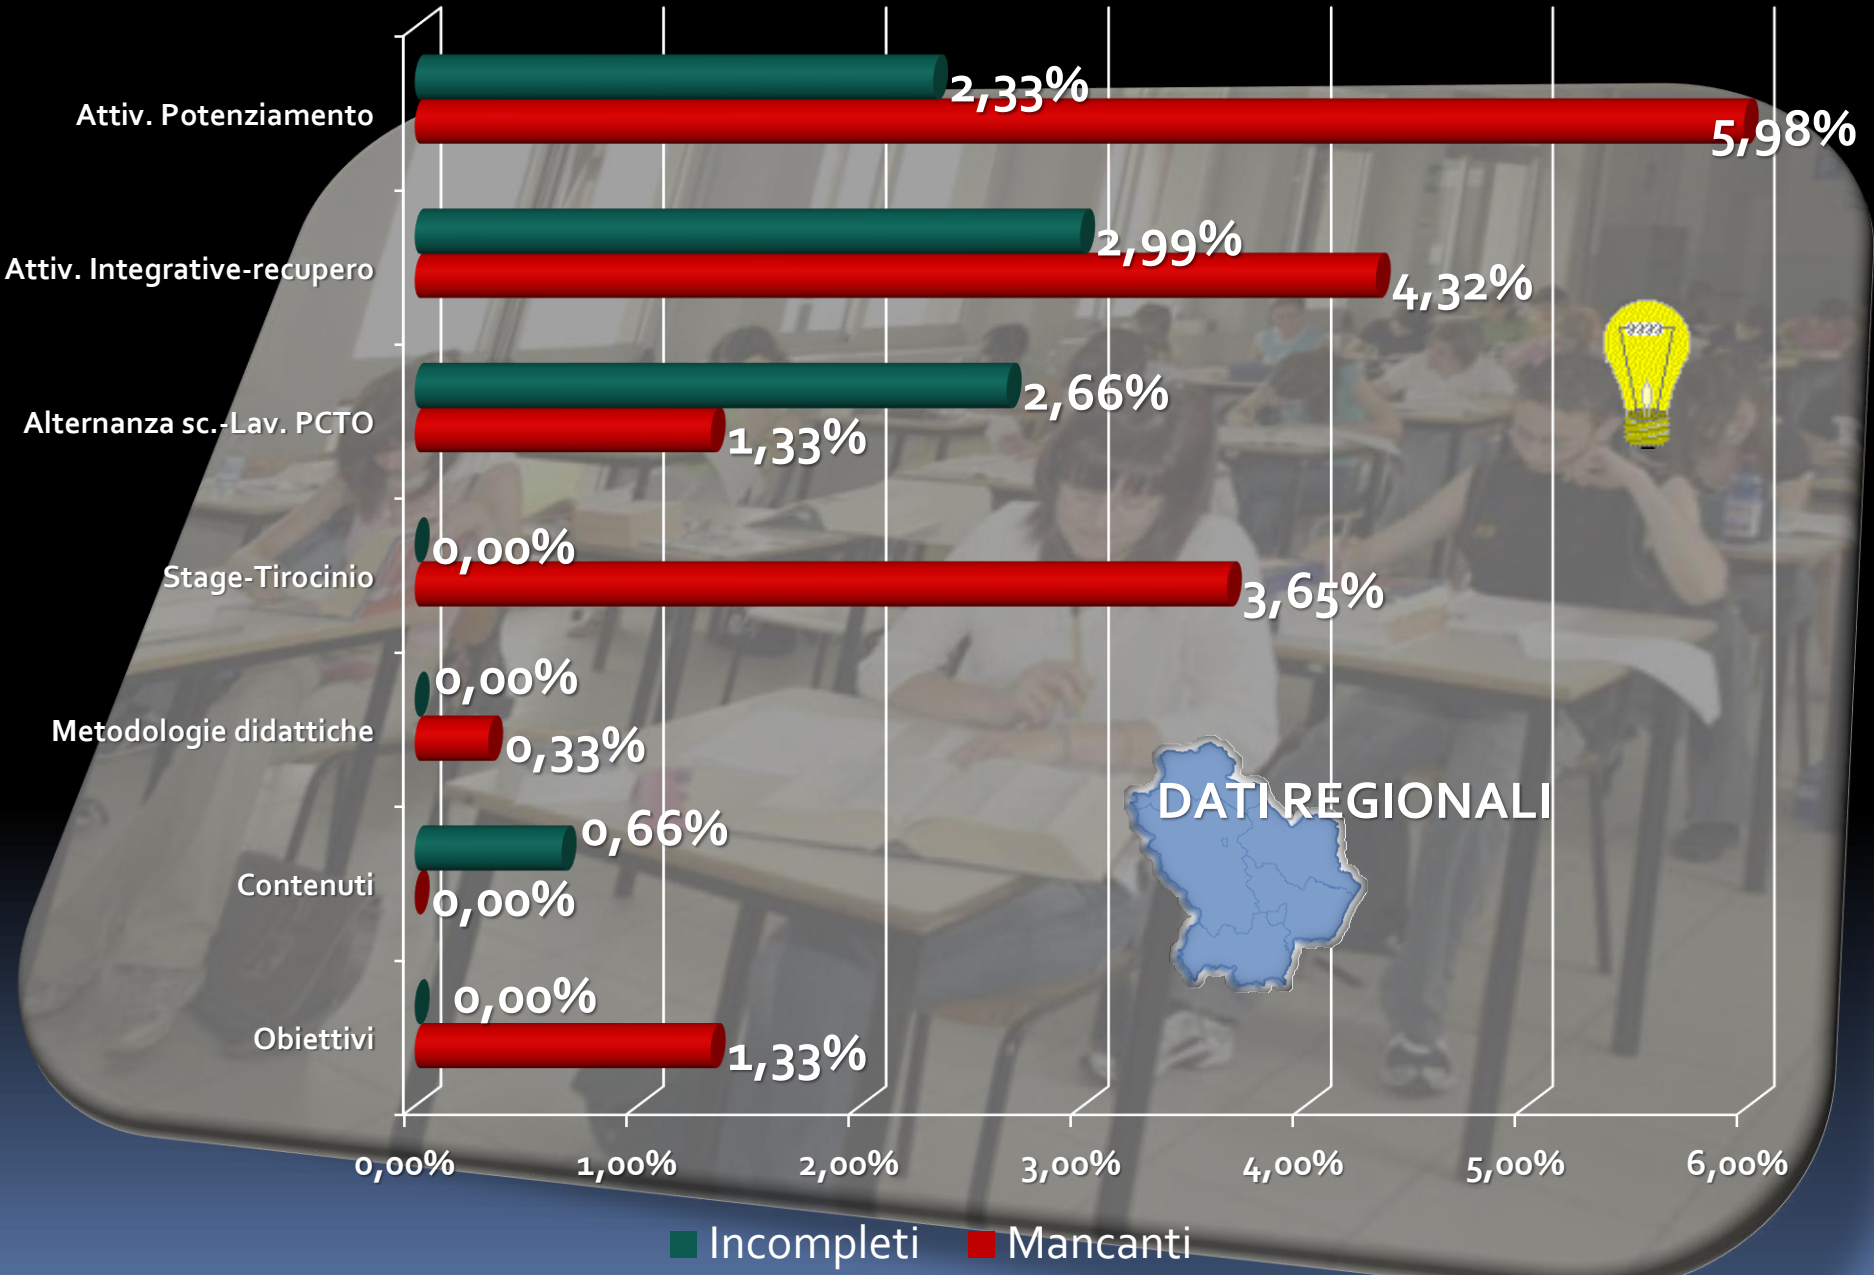 2,33%
Attiv. Potenziamento
5,98%
2,99%
Attiv. Integrative-recupero
4,32%
2,66%
Alternanza sc.-Lav. PCTO
1,33%
0,00%
Stage-Tirocinio
3,65%
0,00%
Metodologie didattiche
0,33%
DATI REGIONALI
0,66%
Contenuti
0,00%
0,00%
Obiettivi
1,33%
0,00% 1,00% 2,00% 3,00% 4,00% 5,00% 6,00%
Incompleti Mancanti